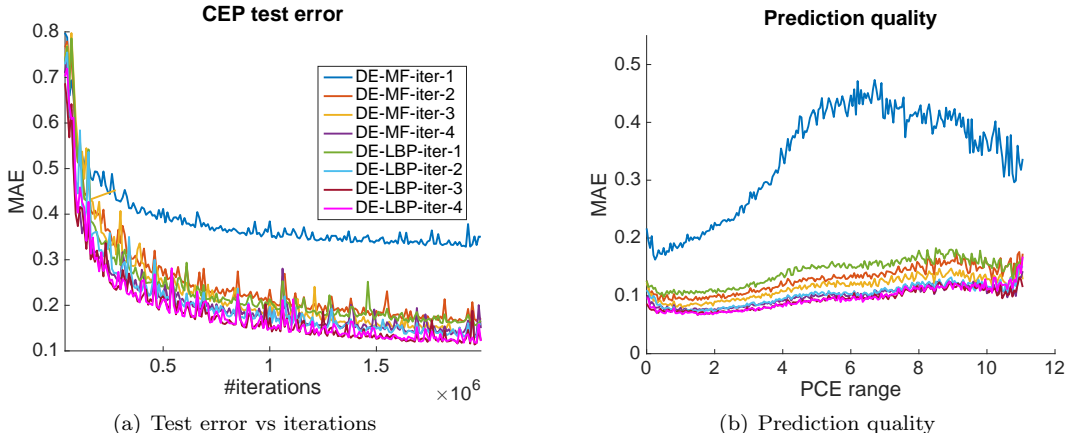 CEP test error
0.8
0.7
0.6
0.5
0.4
0.3
0.2
0.1
MAE
DE-MF-iter-1
DE-MF-iter-2
DE-MF-iter-3
DE-MF-iter-4
DE-LBP-iter-1
DE-LBP-iter-2
DE-LBP-iter-3
DE-LBP-iter-4
0.5 1 1.5
#iterations
×10^6
(a) Test error vs iterations
Prediction quality
0.5
0.4
0.3
0.2
0.1
0
MAE
0 2 4 6 8 10 12
PCE range
(b) Prediction quality